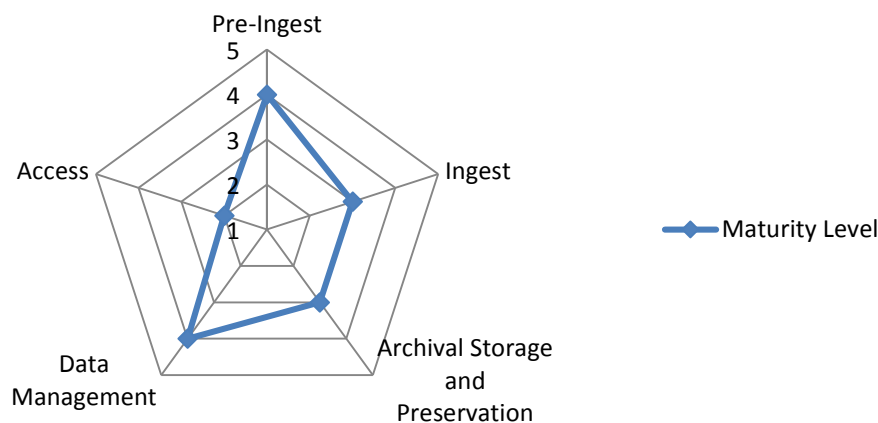 Pre-Ingest
5
4
3
2
1
Access
Ingest
Maturity Level
Data
Management
Archival Storage
and
Preservation